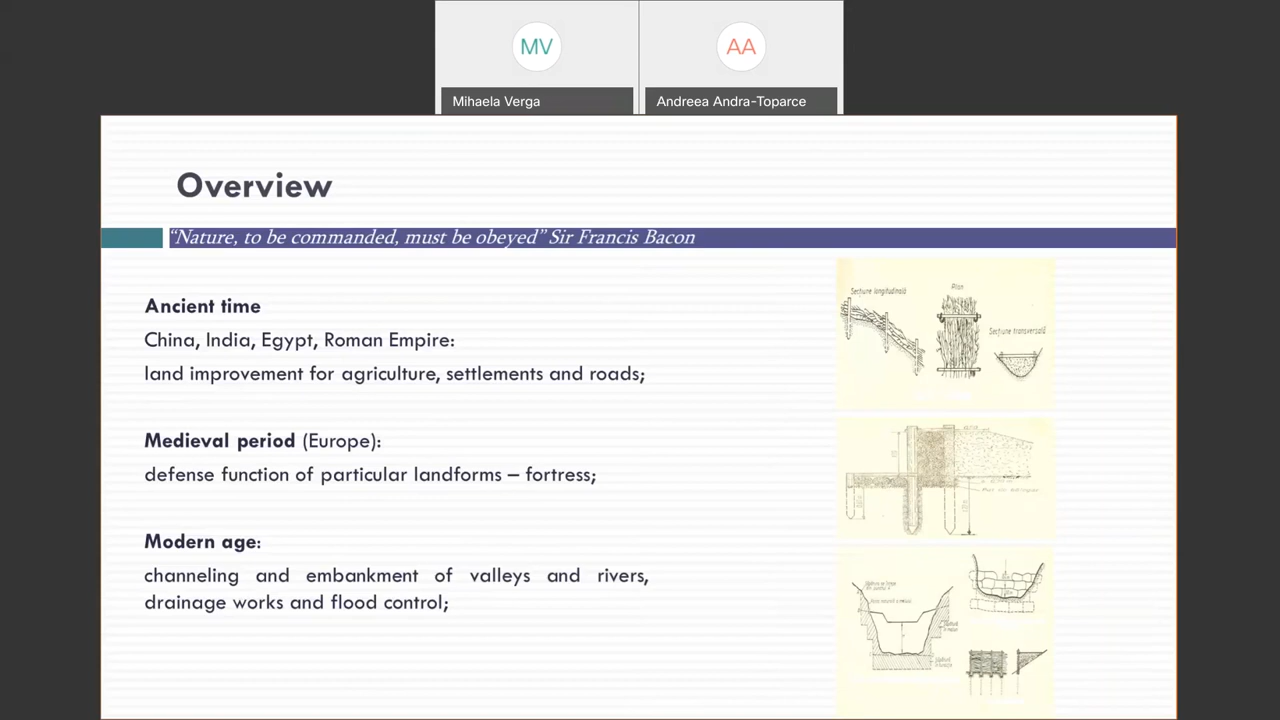 MV
AA
Mihaela Verga
Andreea Andra-Toparce
Overview
“Nature, to be commanded, must be obeyed” Sir Francis Bacon
Ancient time
China, India, Egypt, Roman Empire:
land improvement for agriculture, settlements and roads;
Medieval period (Europe):
defense function of particular landforms – fortress;
Modern age:
channeling and embankment of valleys and rivers,
drainage works and flood control;
Secţiune longitudinală
Plan
Secţiune transversală